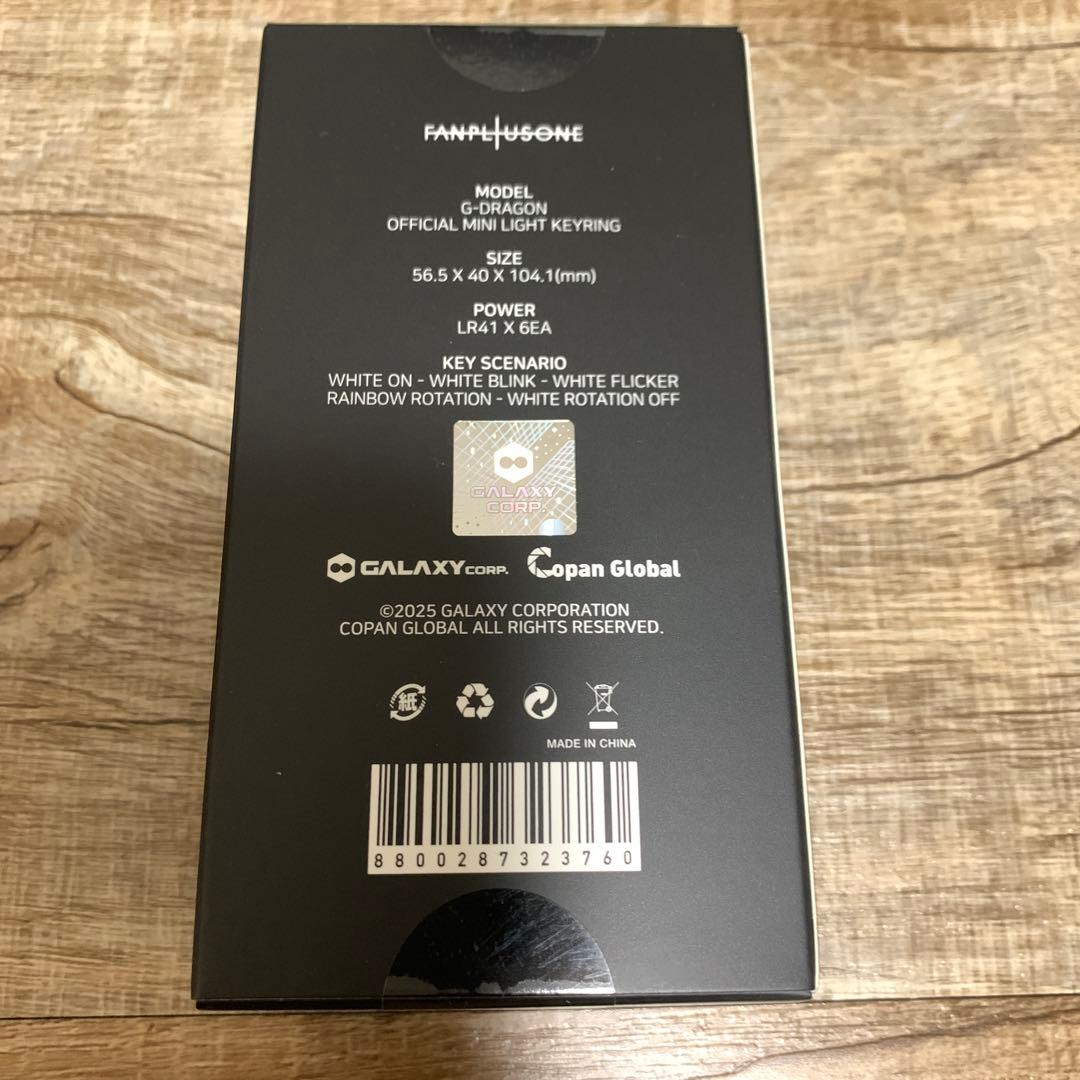 FANPLUSONE
MODEL
G-DRAGON
OFFICIAL MINI LIGHT KEYRING
SIZE
56.5 X 40 X 104.1(mm)
POWER
LR41 X 6EA
KEY SCENARIO
WHITE ON - WHITE BLINK - WHITE FLICKER
RAINBOW ROTATION - WHITE ROTATION OFF
GALAXY
CORP.
GALAXY CORP. Copan Global
©2025 GALAXY CORPORATION
COPAN GLOBAL ALL RIGHTS RESERVED.
紙
MADE IN CHINA
8800287323760